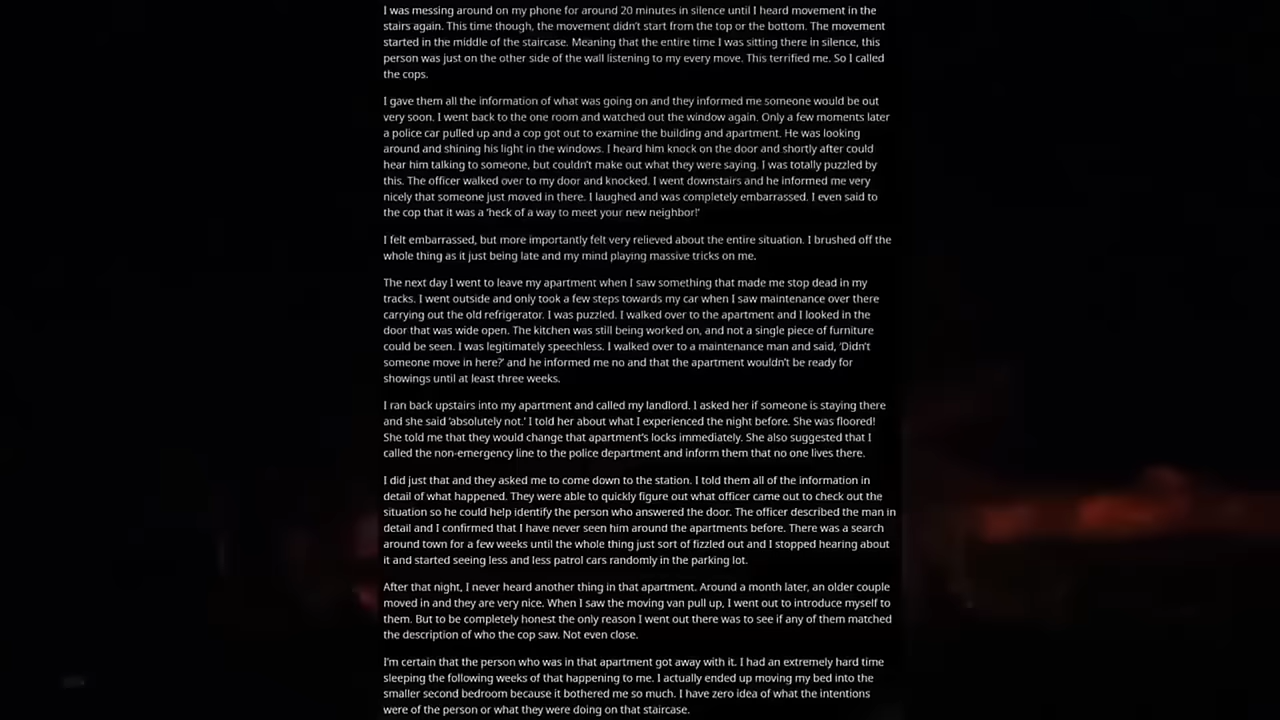 I was messing around on my phone for around 20 minutes in silence until I heard movement in the
stairs again. This time though, the movement didn't start from the top or the bottom. The movement
started in the middle of the staircase. Meaning that the entire time I was sitting there in silence, this
person was just on the other side of the wall listening to my every move. This terrified me. So I called
the cops.
I gave them all the information of what was going on and they informed me someone would be out
very soon. I went back to the one room and watched out the window again. Only a few moments later
a police car pulled up and a cop got out to examine the building and apartment. He was looking
around and shining his light in the windows. I heard him knock on the door and shortly after could
hear him talking to someone, but couldn't make out what they were saying. I was totally puzzled by
this. The officer walked over to my door and knocked. I went downstairs and he informed me very
nicely that someone just moved in there. I laughed and was completely embarrassed. I even said to
the cop that it was a 'heck of a way to meet your new neighbor!'
I felt embarrassed, but more importantly felt very relieved about the entire situation. I brushed off the
whole thing as it just being late and my mind playing massive tricks on me.
The next day I went to leave my apartment when I saw something that made me stop dead in my
tracks. I went outside and only took a few steps towards my car when I saw maintenance over there
carrying out the old refrigerator. I was puzzled. I walked over to the apartment and I looked in the
door that was wide open. The kitchen was still being worked on, and not a single piece of furniture
could be seen. I was legitimately speechless. I walked over to a maintenance man and said, 'Didn't
someone move in here?' and he informed me no and that the apartment wouldn't be ready for
showings until at least three weeks.
I ran back upstairs into my apartment and called my landlord. I asked her if someone is staying there
and she said 'absolutely not.' I told her about what I experienced the night before. She was floored!
She told me that they would change that apartment's locks immediately. She also suggested that I
called the non-emergency line to the police department and inform them that no one lives there.
I did just that and they asked me to come down to the station. I told them all of the information in
detail of what happened. They were able to quickly figure out what officer came out to check out the
situation so he could help identify the person who answered the door. The officer described the man in
detail and I confirmed that I have never seen him around the apartments before. There was a search
around town for a few weeks until the whole thing just sort of fizzled out and I stopped hearing about
it and started seeing less and less patrol cars randomly in the parking lot.
After that night, I never heard another thing in that apartment. Around a month later, an older couple
moved in and they are very nice. When I saw the moving van pull up, I went out to introduce myself to
them. But to be completely honest the only reason I went out there was to see if any of them matched
the description of who the cop saw. Not even close.
I'm certain that the person who was in that apartment got away with it. I had an extremely hard time
sleeping the following weeks of that happening to me. I actually ended up moving my bed into the
smaller second bedroom because it bothered me so much. I have zero idea of what the intentions
were of the person or what they were doing on that staircase.